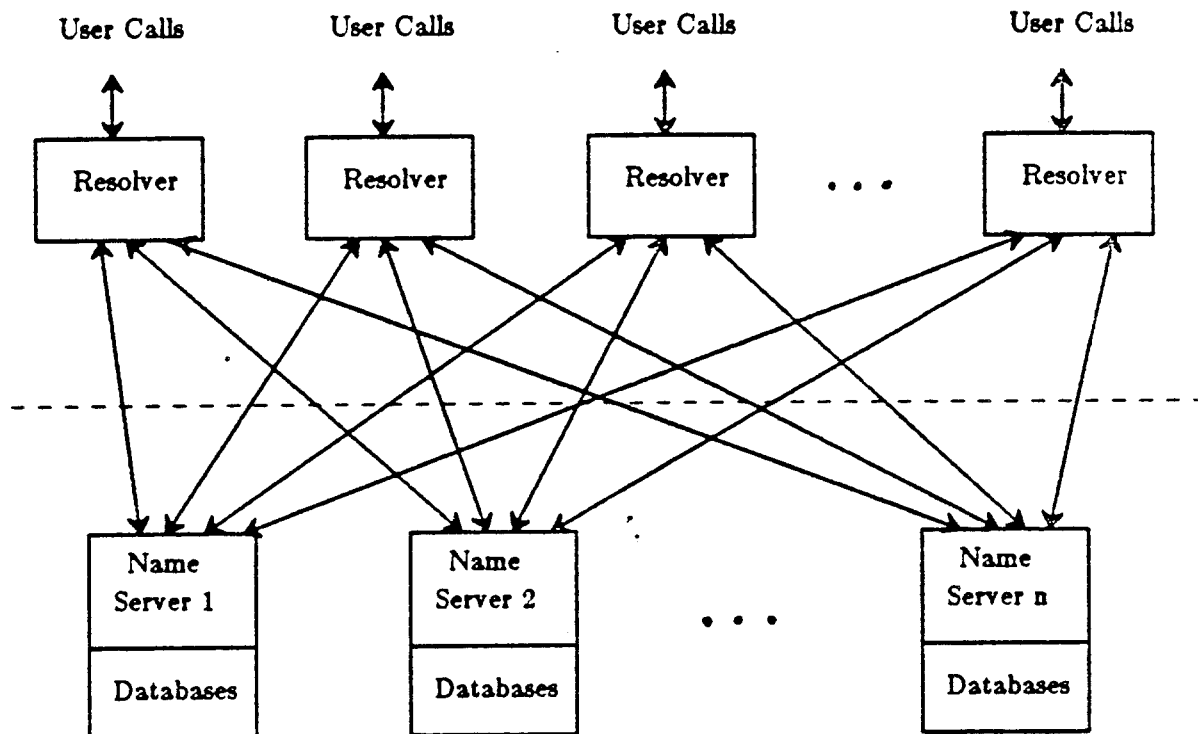 User Calls
User Calls
User Calls
User Calls
Resolver
Resolver
Resolver
. . .
Resolver
Name
Server 1
Databases
Name
Server 2
Databases
. . .
Name
Server n
Databases